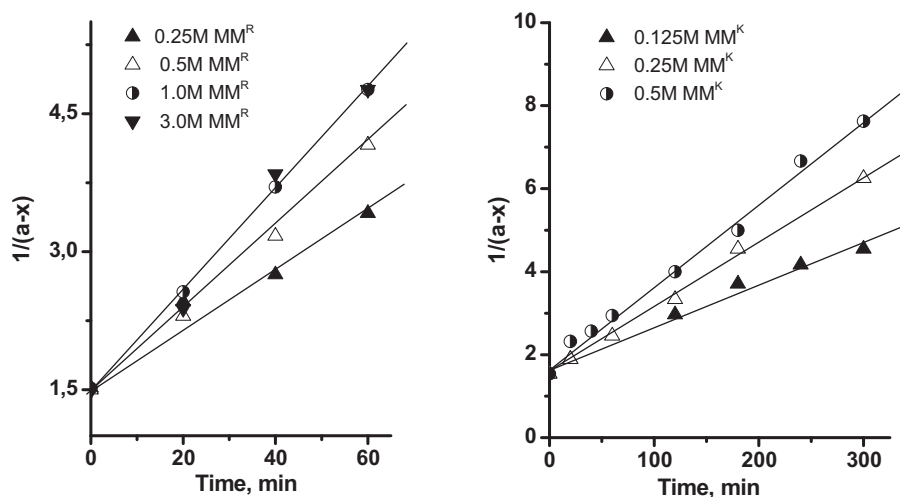 0.25M MM^R
0.5M MM^R
1.0M MM^R
3.0M MM^R
4,5
3,0
1,5
1/(a-x)
0 20 40 60
Time, min
0.125M MM^K
0.25M MM^K
0.5M MM^K
10
8
6
4
2
0
1/(a-x)
0 100 200 300
Time, min